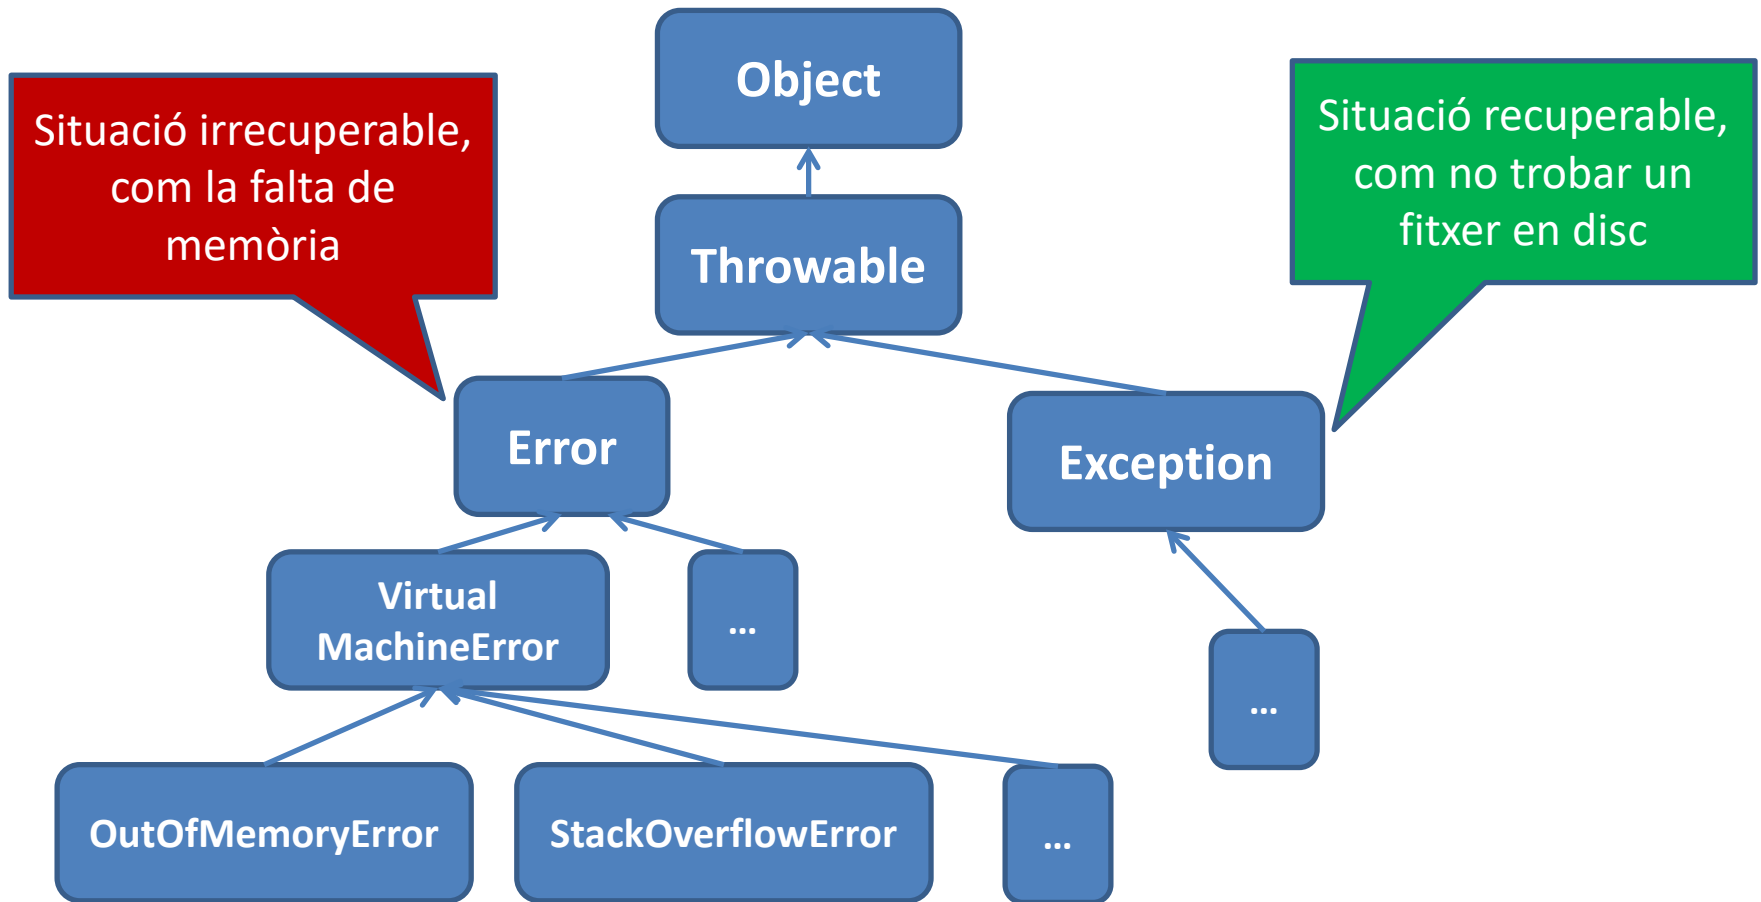 Object
Situació irrecuperable,
com la falta de
memòria
Situació recuperable,
com no trobar un
fitxer en disc
Throwable
Error
Exception
Virtual
MachineError
...
...
OutOfMemoryError
StackOverflowError
...